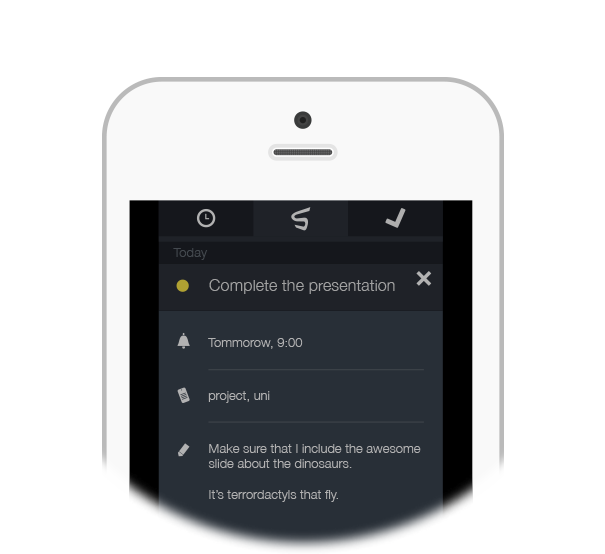 Today
Complete the presentation
Tommorow, 9:00
project, uni
Make sure that I include the awesome
slide about the dinosaurs.
It's terrordactyls that fly.